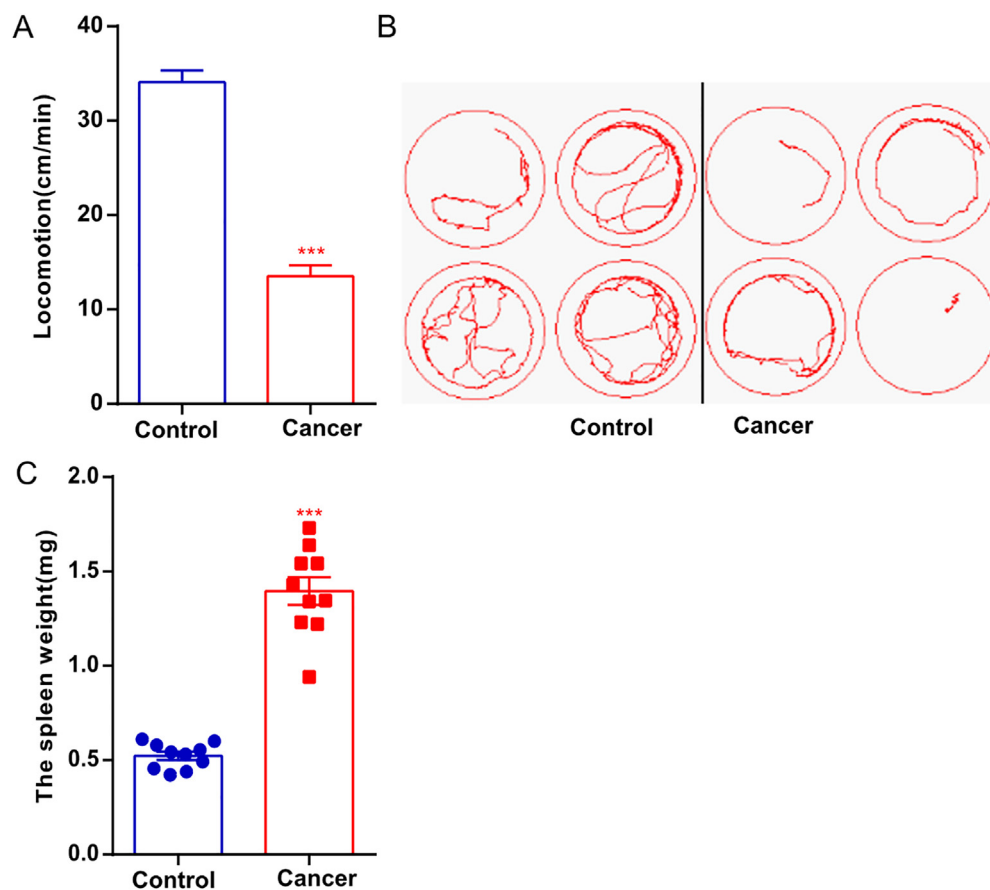 A
Locomotion(cm/min)
40
30
20
10
0
***
Control
Cancer
B
Control
Cancer
C
The spleen weight(mg)
2.0
1.5
1.0
0.5
0.0
***
Control
Cancer